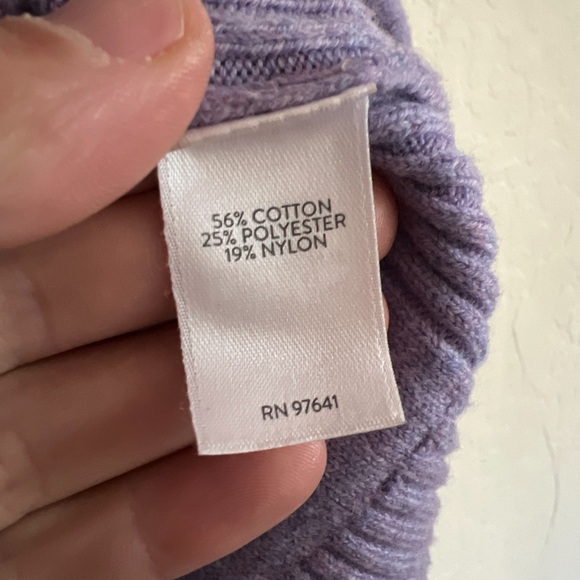 56% COTTON
25% POLYESTER
19% NYLON
RN 97641